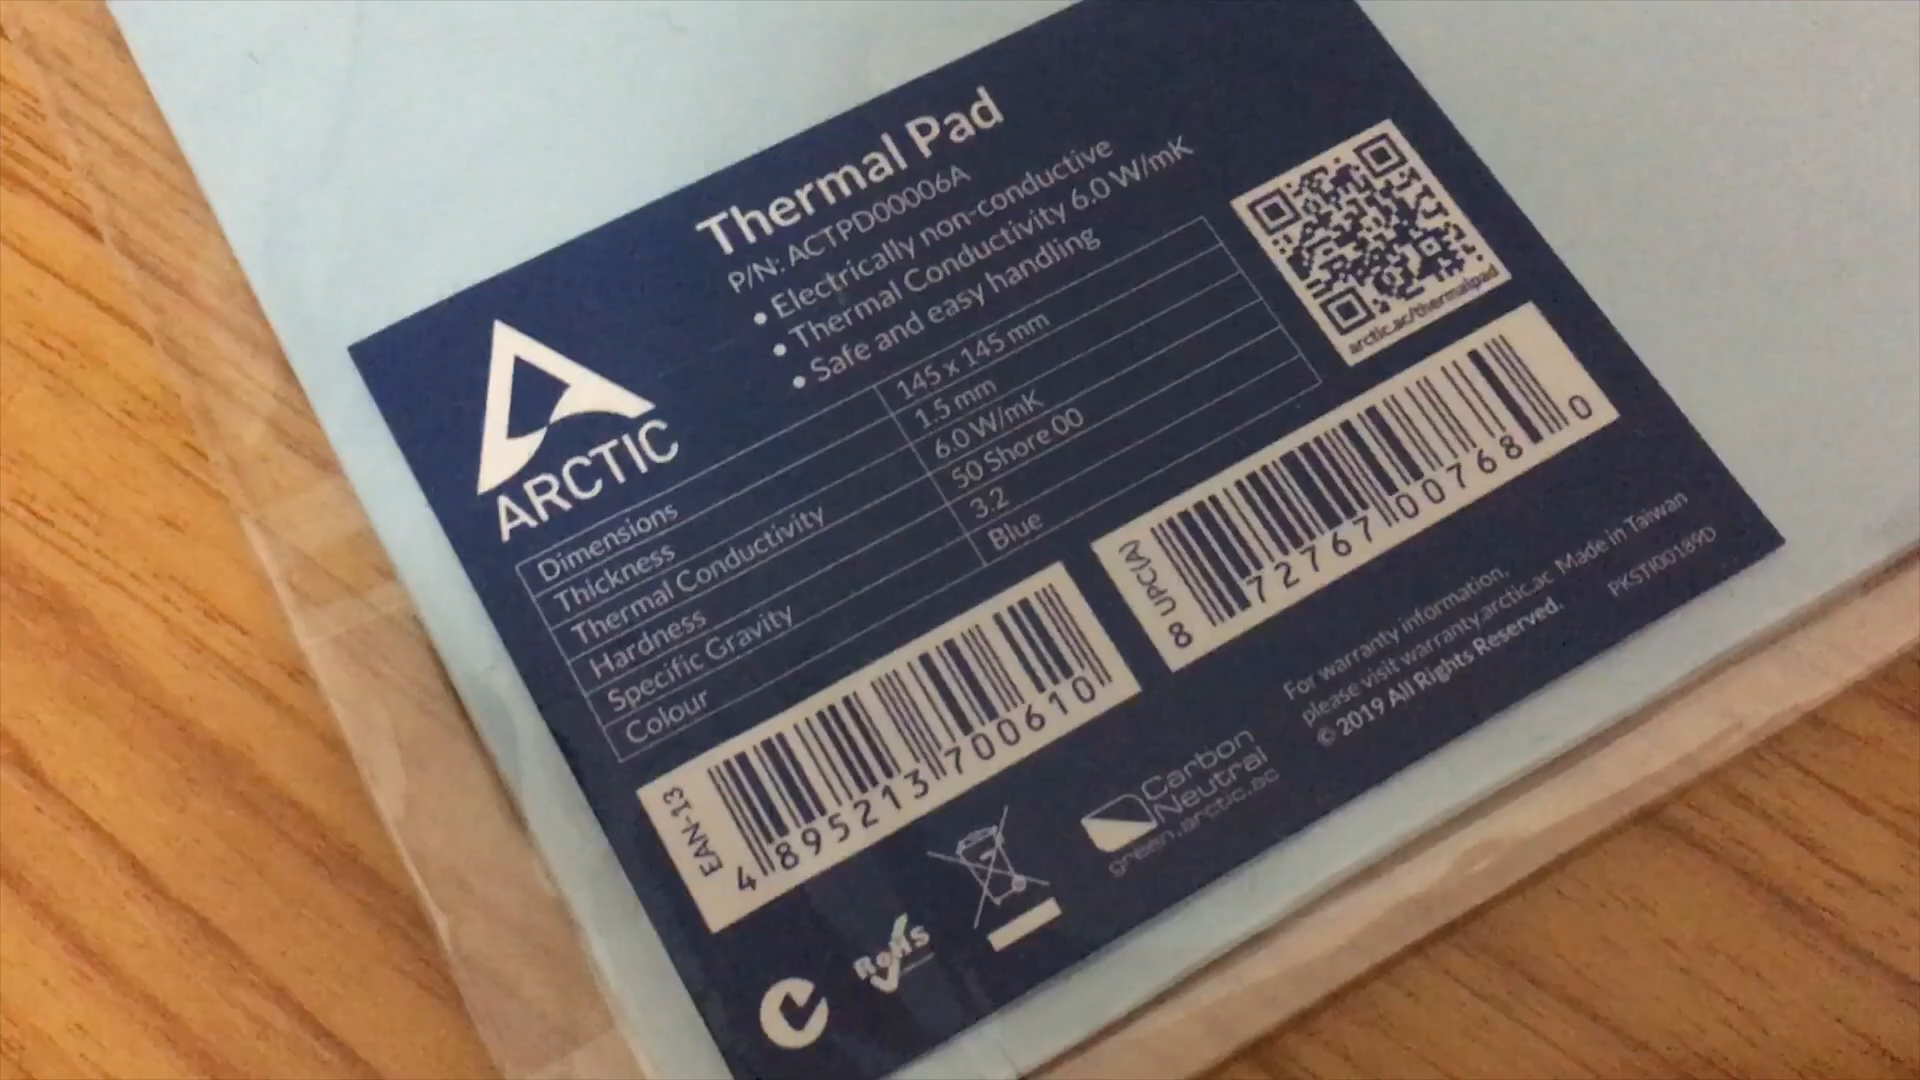 Thermal Pad
P/N: ACTPD00006A
• Electrically non-conductive
• Thermal Conductivity 6.0 W/mK
• Safe and easy handling
ARCTIC
arctic.ac/thermalpad
Dimensions 145 x 145 mm
Thickness 1.5 mm
Thermal Conductivity 6.0 W/mK
Hardness 50 Shore 00
Specific Gravity 3.2
Colour Blue
EAN-13
4 895213 700610
UPC(A)
8 72767 00768 0
RoHS
Carbon
Neutral
green.arctic.ac
For warranty information,
please visit warranty.arctic.ac Made in Taiwan
© 2019 All Rights Reserved.
PKSTI00189D